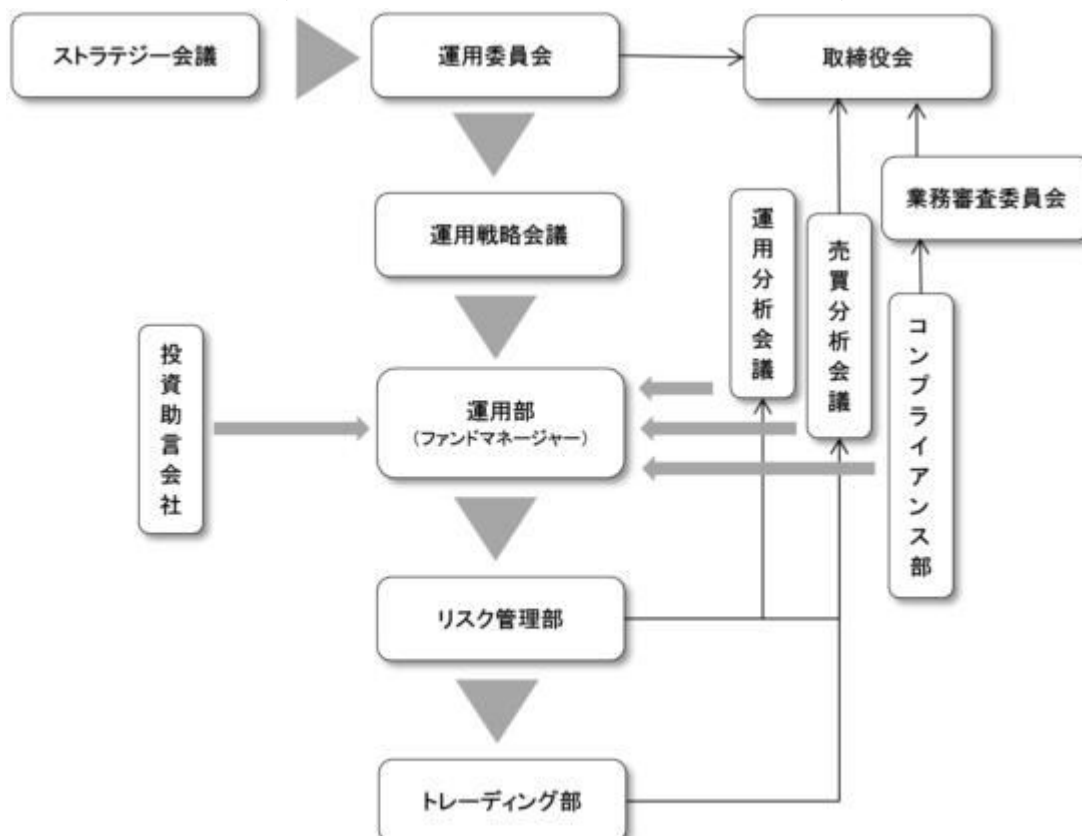 ストラテジー会議
運用委員会
取締役会
業務審査委員会
運用戦略会議
運用分析会議
売買分析会議
コンプライアンス部
投資助言会社
運用部
（ファンドマネージャー）
リスク管理部
トレーディング部